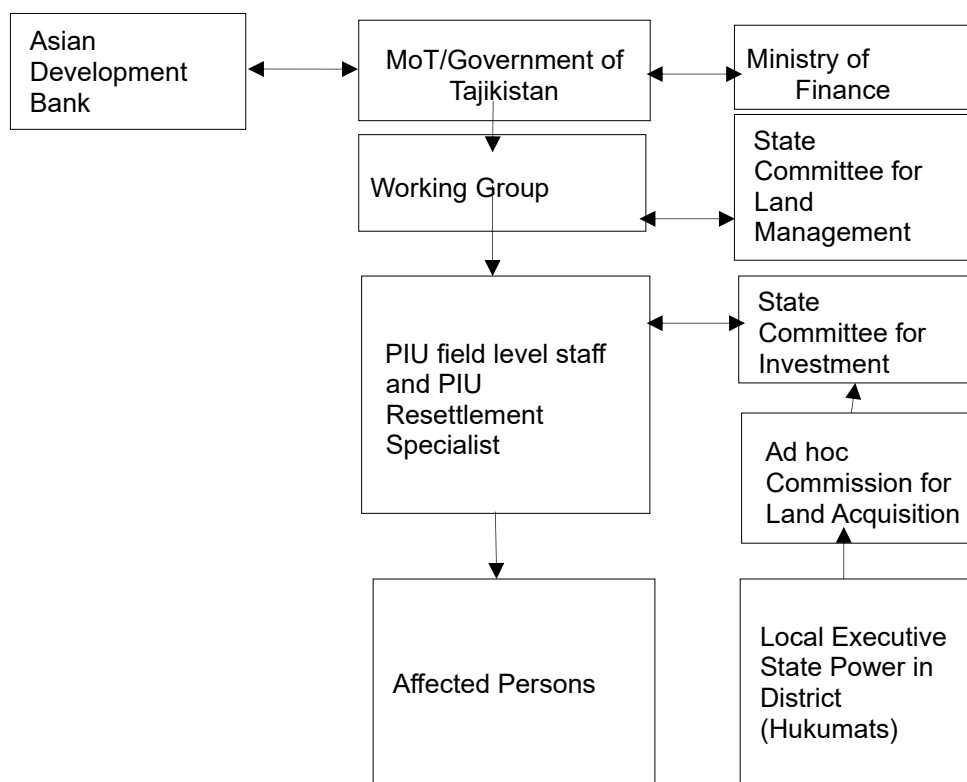 Asian
Development
Bank
MoT/Government of
Tajikistan
Ministry of
Finance
Working Group
State
Committee for
Land
Management
PIU field level staff
and PIU
Resettlement
Specialist
State
Committee for
Investment
Ad hoc
Commission for
Land Acquisition
Affected Persons
Local Executive
State Power in
District
(Hukumats)